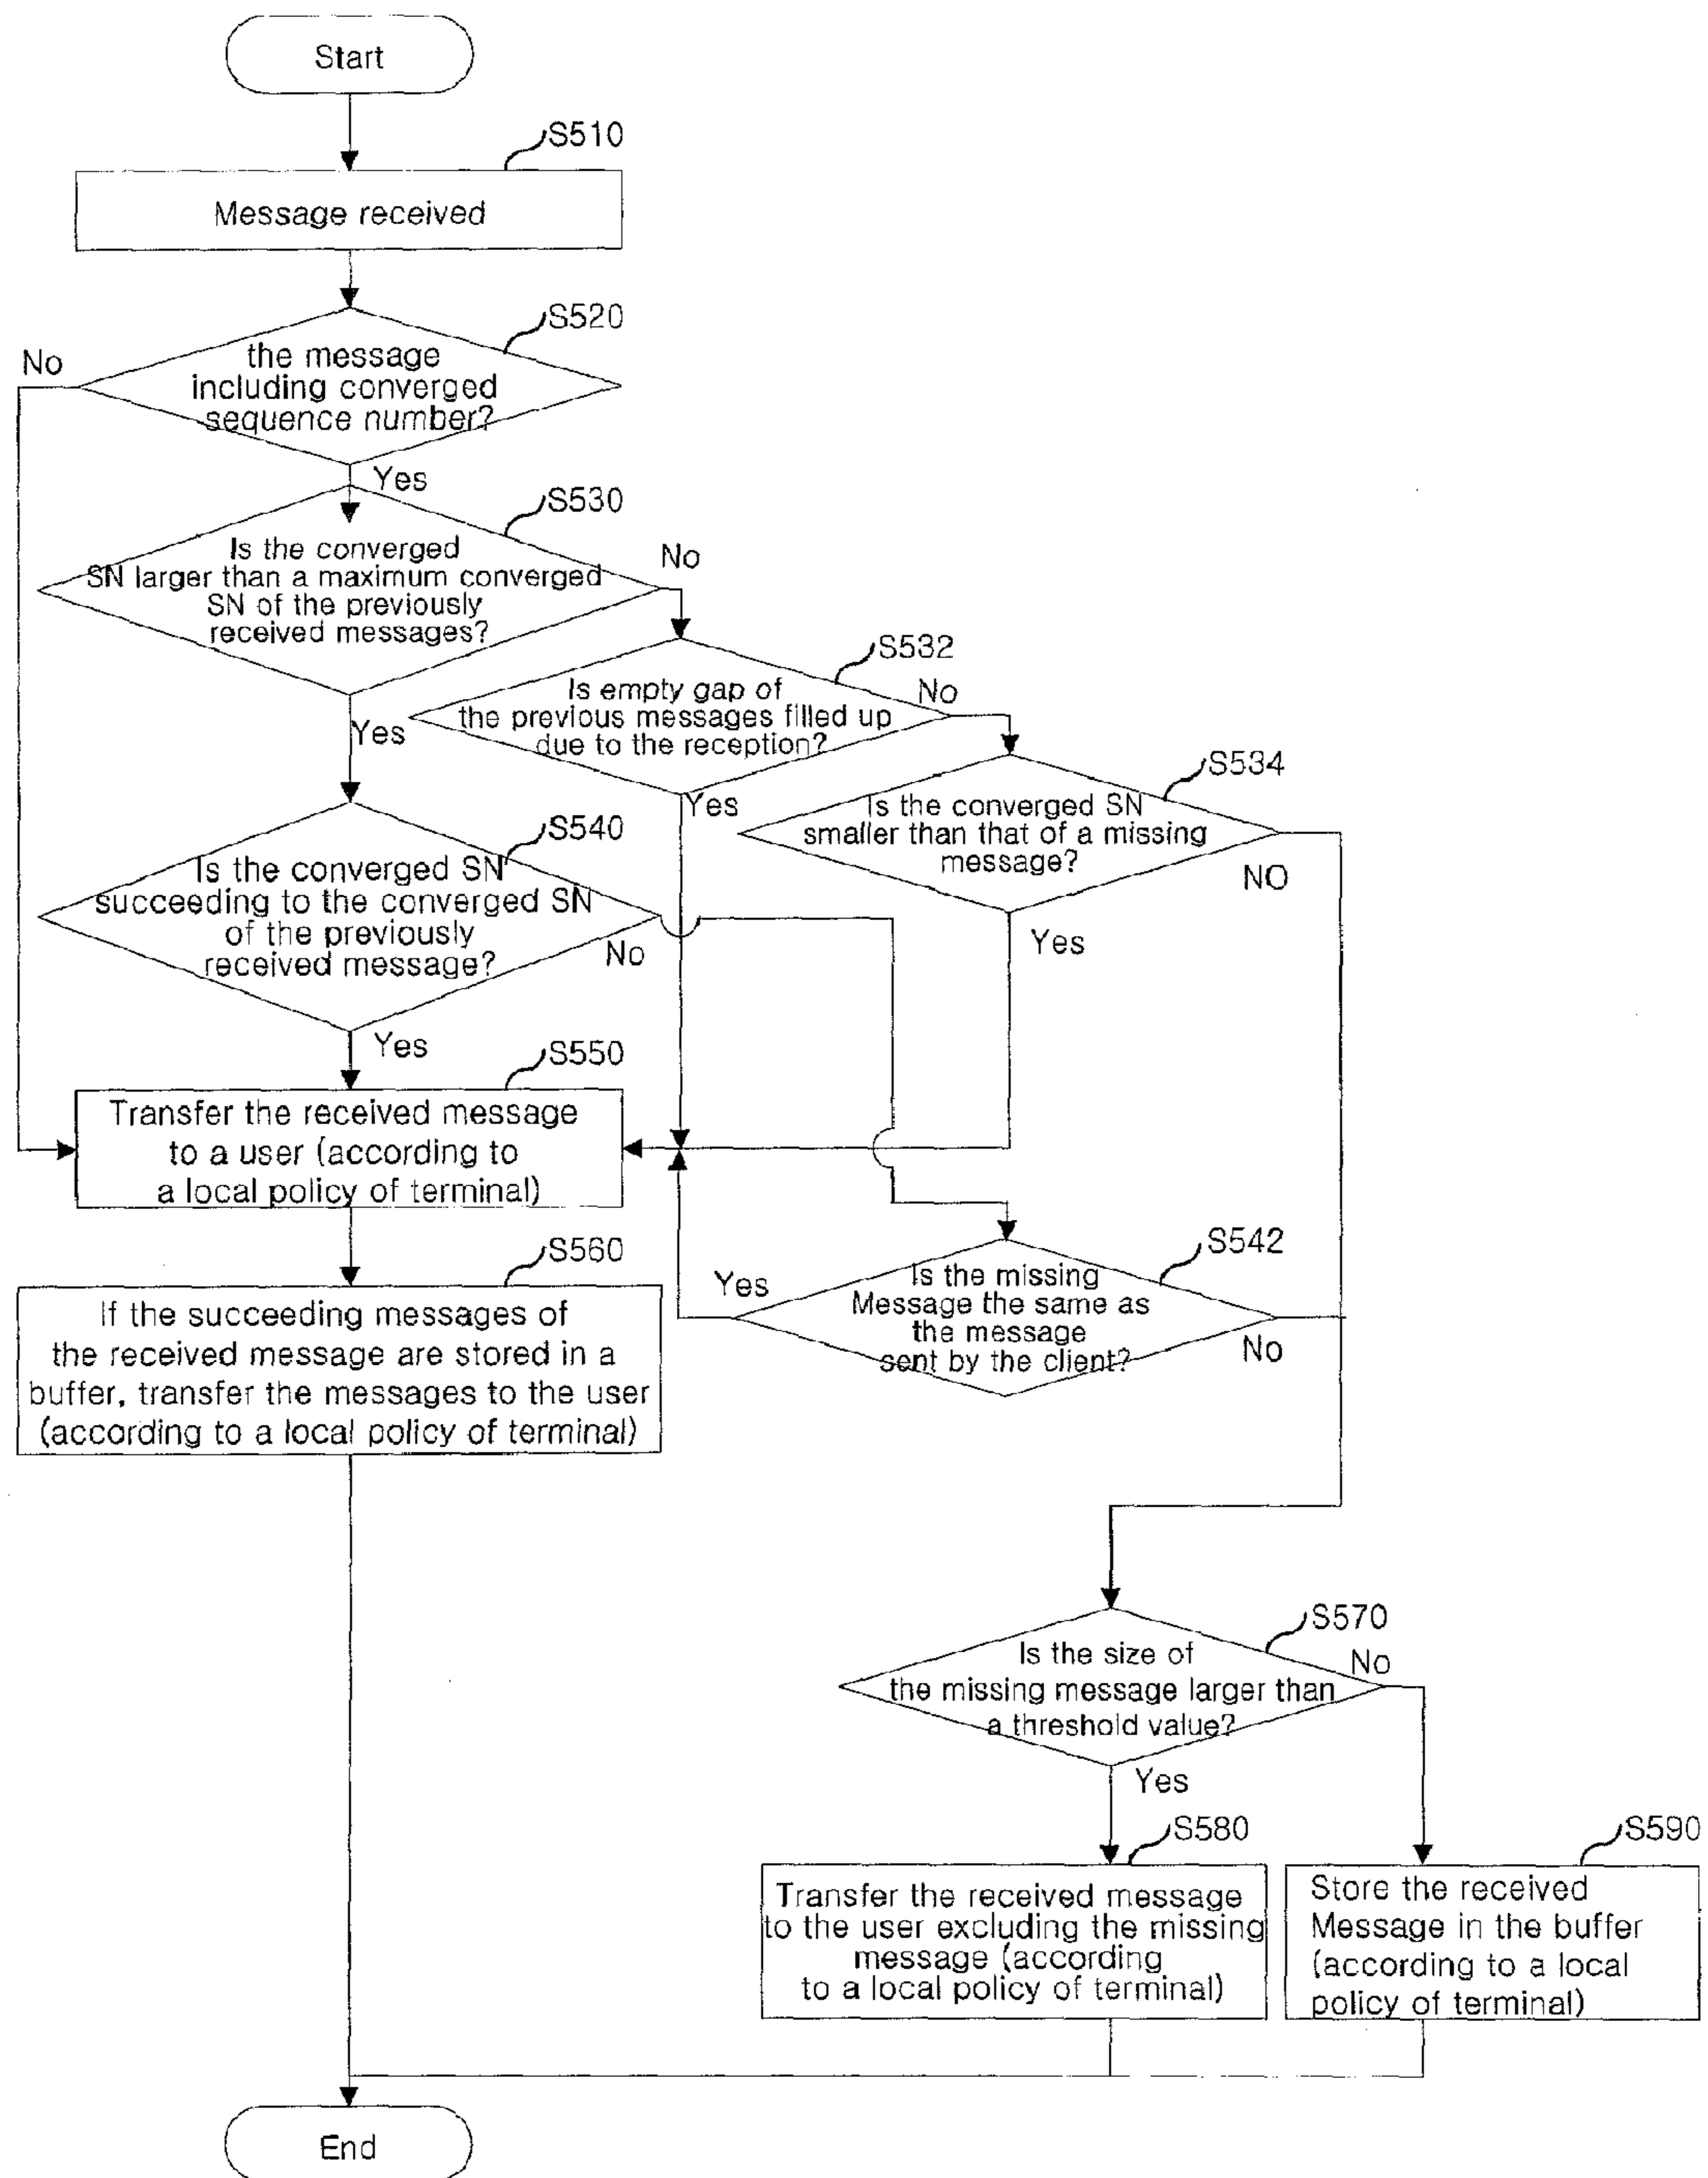 Start
S510
Message received
S520
No
the message
including converged
sequence number?
Yes
S530
Is the converged
SN larger than a maximum converged
SN of the previously
received messages?
No
Yes
S532
Is empty gap of
the previous messages filled up
due to the reception?
No
Yes
S534
Is the converged SN
smaller than that of a missing
message?
NO
Yes
S540
Is the converged SN
succeeding to the converged SN
of the previously
received message?
No
Yes
S550
Transfer the received message
to a user (according to
a local policy of terminal)
S542
Is the missing
Message the same as
the message
sent by the client?
Yes
No
S560
If the succeeding messages of
the received message are stored in a
buffer, transfer the messages to the user
(according to a local policy of terminal)
S570
Is the size of
the missing message larger than
a threshold value?
No
Yes
S580
Transfer the received message
to the user excluding the missing
message (according
to a local policy of terminal)
S590
Store the received
Message in the buffer
(according to a local
policy of terminal)
End